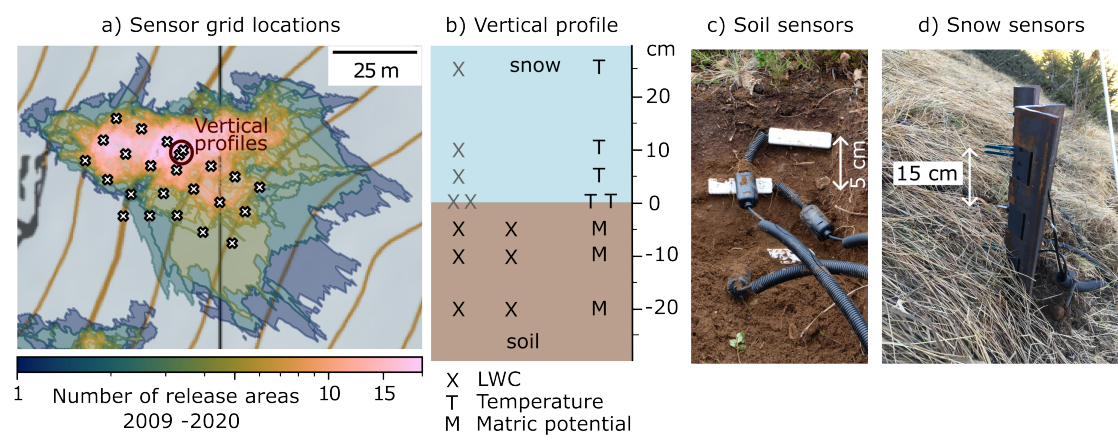 a) Sensor grid locations
25 m
Vertical
profiles
1 10 15
Number of release areas
2009 -2020
b) Vertical profile
cm
X snow T
20
X T 10
X T
X X T T 0
X X M
X X M -10
X X M -20
soil
X LWC
T Temperature
M Matric potential
c) Soil sensors
5 cm
d) Snow sensors
15 cm